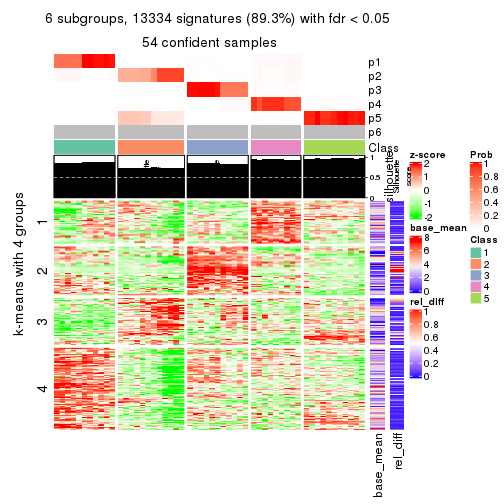 6 subgroups, 13334 signatures (89.3%) with fdr < 0.05
54 confident samples
p1
p2
p3
p4
p5
p6
Class
1
0.5
0
silhouette
k-means with 4 groups
1
2
3
4
base_mean
rel_diff
z-score
2
1
0
-1
-2
base_mean
8
6
4
2
0
rel_diff
1
0.8
0.6
0.4
0.2
0
Prob
1
0.8
0.6
0.4
0.2
0
Class
1
2
3
4
5